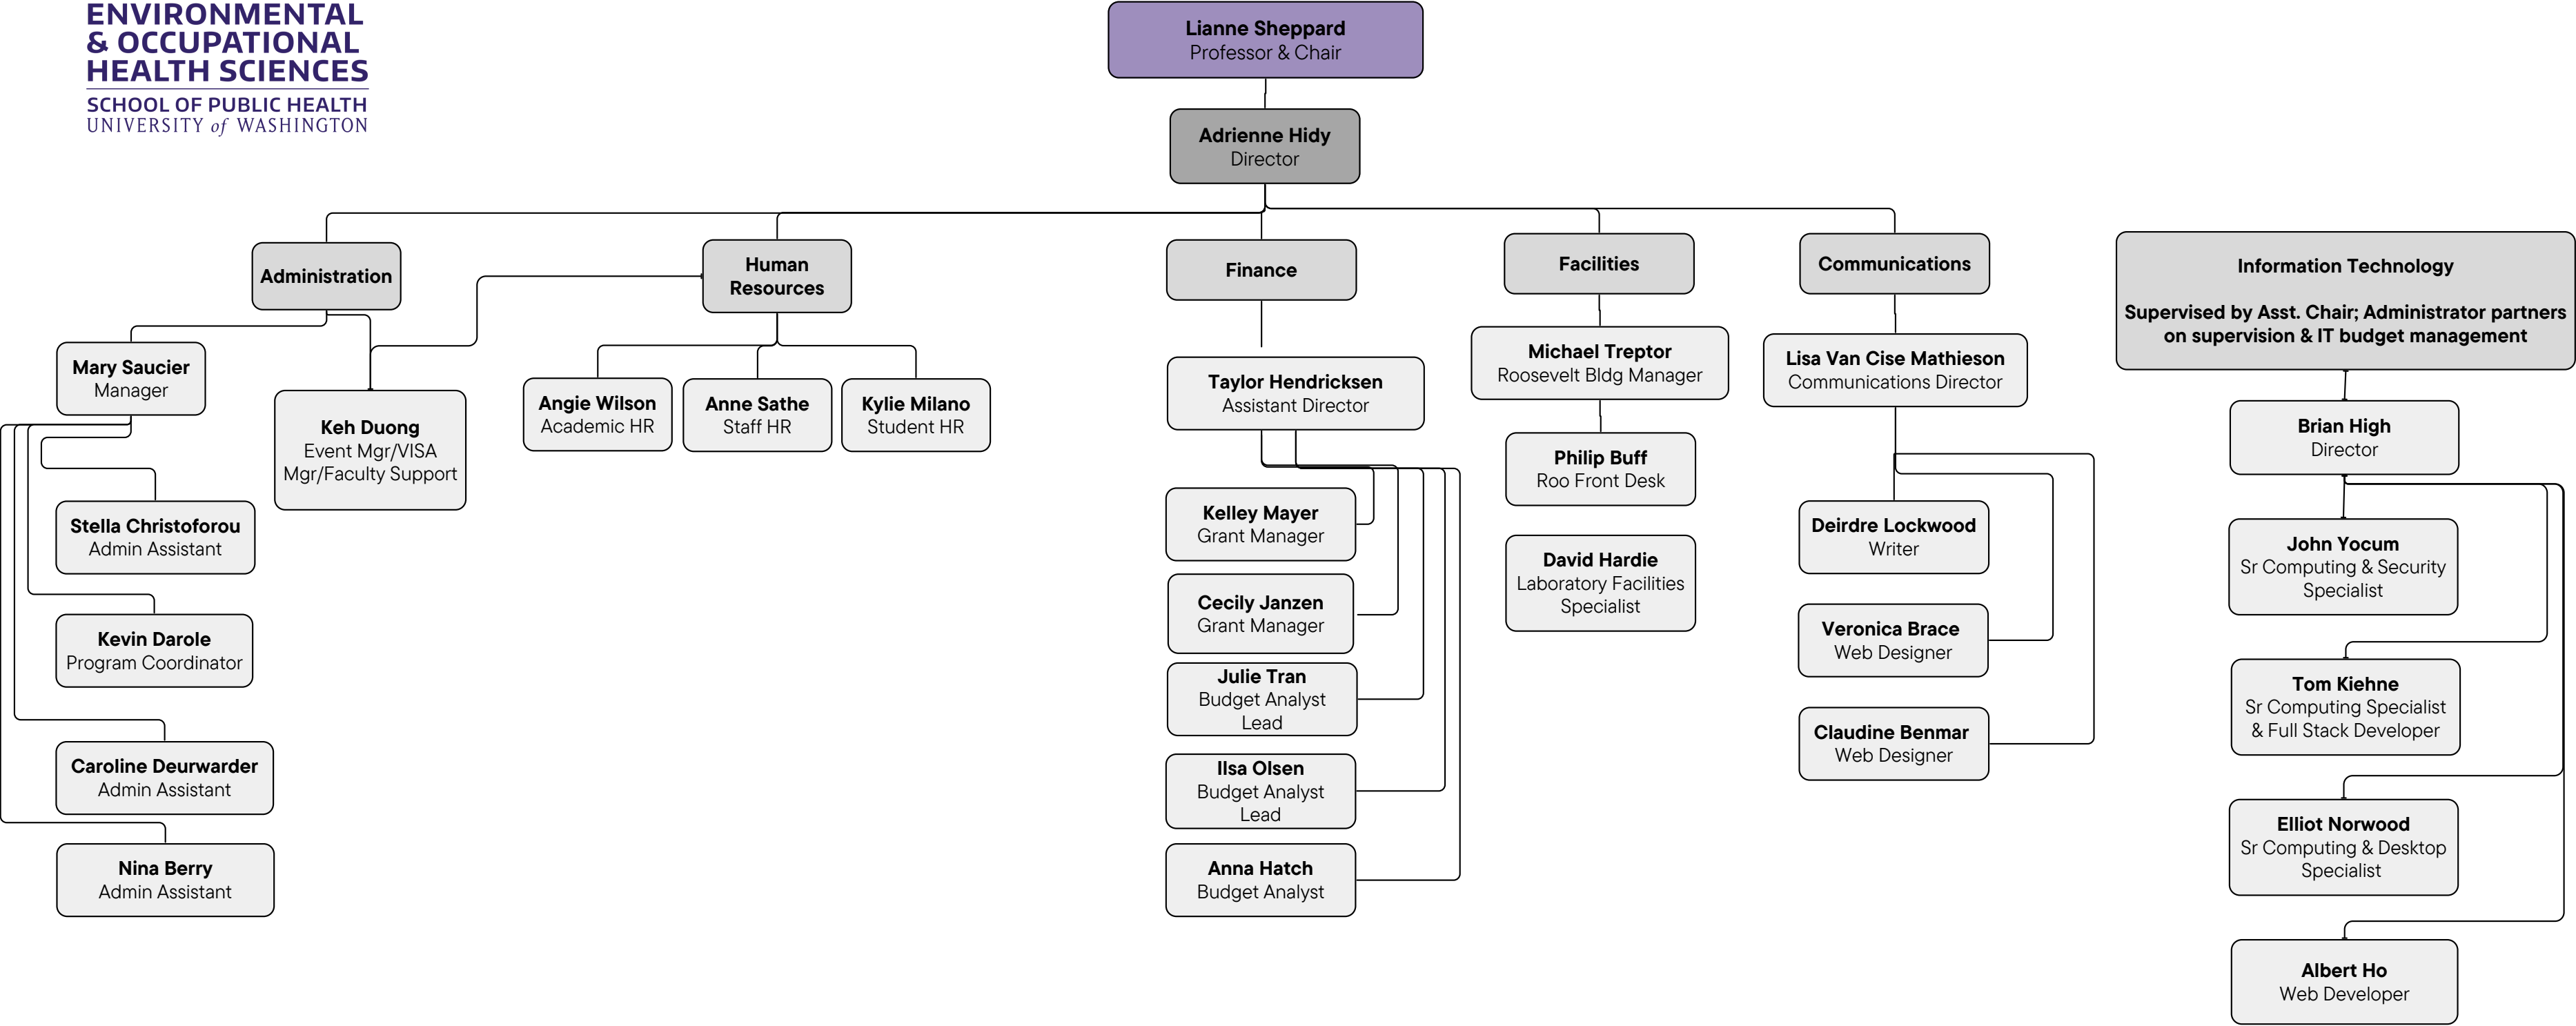 ENVIRONMENTAL
& OCCUPATIONAL
HEALTH SCIENCES
SCHOOL OF PUBLIC HEALTH
UNIVERSITY of WASHINGTON
Lianne Sheppard
Professor & Chair
Adrienne Hidy
Director
Administration
Mary Saucier
Manager
Keh Duong
Event Mgr/VISA
Mgr/Faculty Support
Stella Christoforou
Admin Assistant
Kevin Darole
Program Coordinator
Caroline Deurwarder
Admin Assistant
Nina Berry
Admin Assistant
Human
Resources
Angie Wilson
Academic HR
Anne Sathe
Staff HR
Kylie Milano
Student HR
Finance
Taylor Hendricksen
Assistant Director
Kelley Mayer
Grant Manager
Cecily Janzen
Grant Manager
Julie Tran
Budget Analyst
Lead
Ilsa Olsen
Budget Analyst
Lead
Anna Hatch
Budget Analyst
Facilities
Michael Treptor
Roosevelt Bldg Manager
Philip Buff
Roo Front Desk
David Hardie
Laboratory Facilities
Specialist
Communications
Lisa Van Cise Mathieson
Communications Director
Deirdre Lockwood
Writer
Veronica Brace
Web Designer
Claudine Benmar
Web Designer
Information Technology
Supervised by Asst. Chair; Administrator partners
on supervision & IT budget management
Brian High
Director
John Yocum
Sr Computing & Security
Specialist
Tom Kiehne
Sr Computing Specialist
& Full Stack Developer
Elliot Norwood
Sr Computing & Desktop
Specialist
Albert Ho
Web Developer